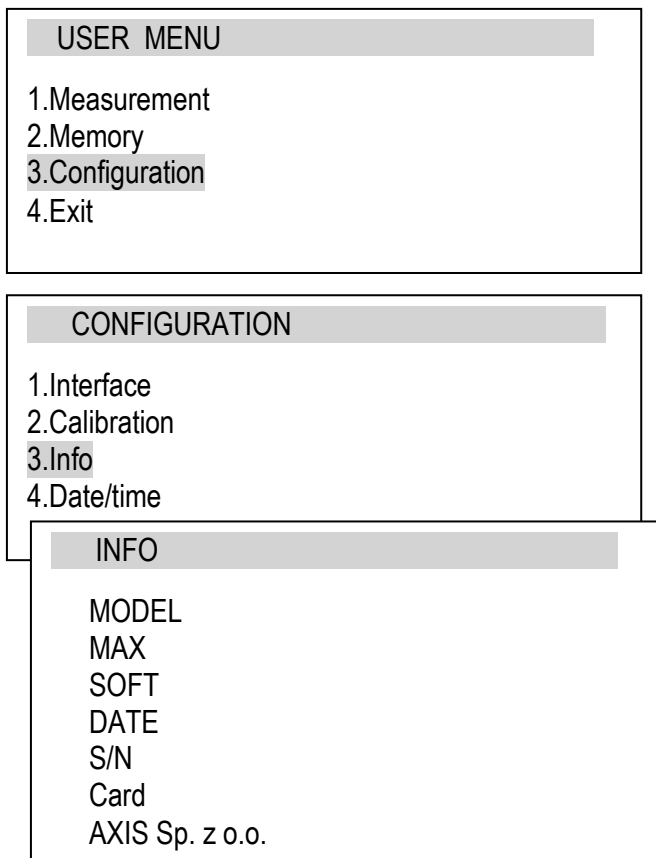 USER MENU
1.Measurement
2.Memory
3.Configuration
4.Exit
CONFIGURATION
1.Interface
2.Calibration
3.Info
4.Date/time
INFO
MODEL
MAX
SOFT
DATE
S/N
Card
AXIS Sp. z o.o.